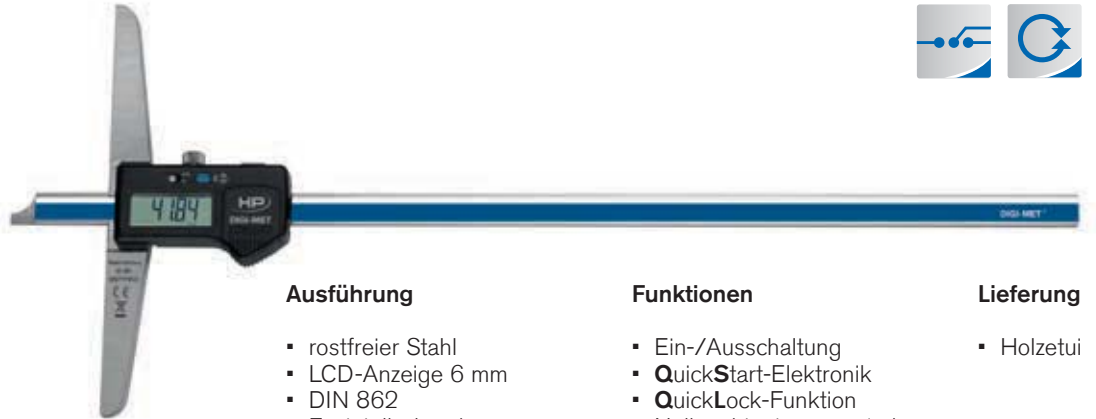 41.84
HP
DIGI-MET
DIGI-MET
CE
Ausführung
▪ rostfreier Stahl
▪ LCD-Anzeige 6 mm
▪ DIN 862
Funktionen
▪ Ein-/Ausschaltung
▪ QuickStart-Elektronik
▪ QuickLock-Funktion
Lieferung
▪ Holzetui